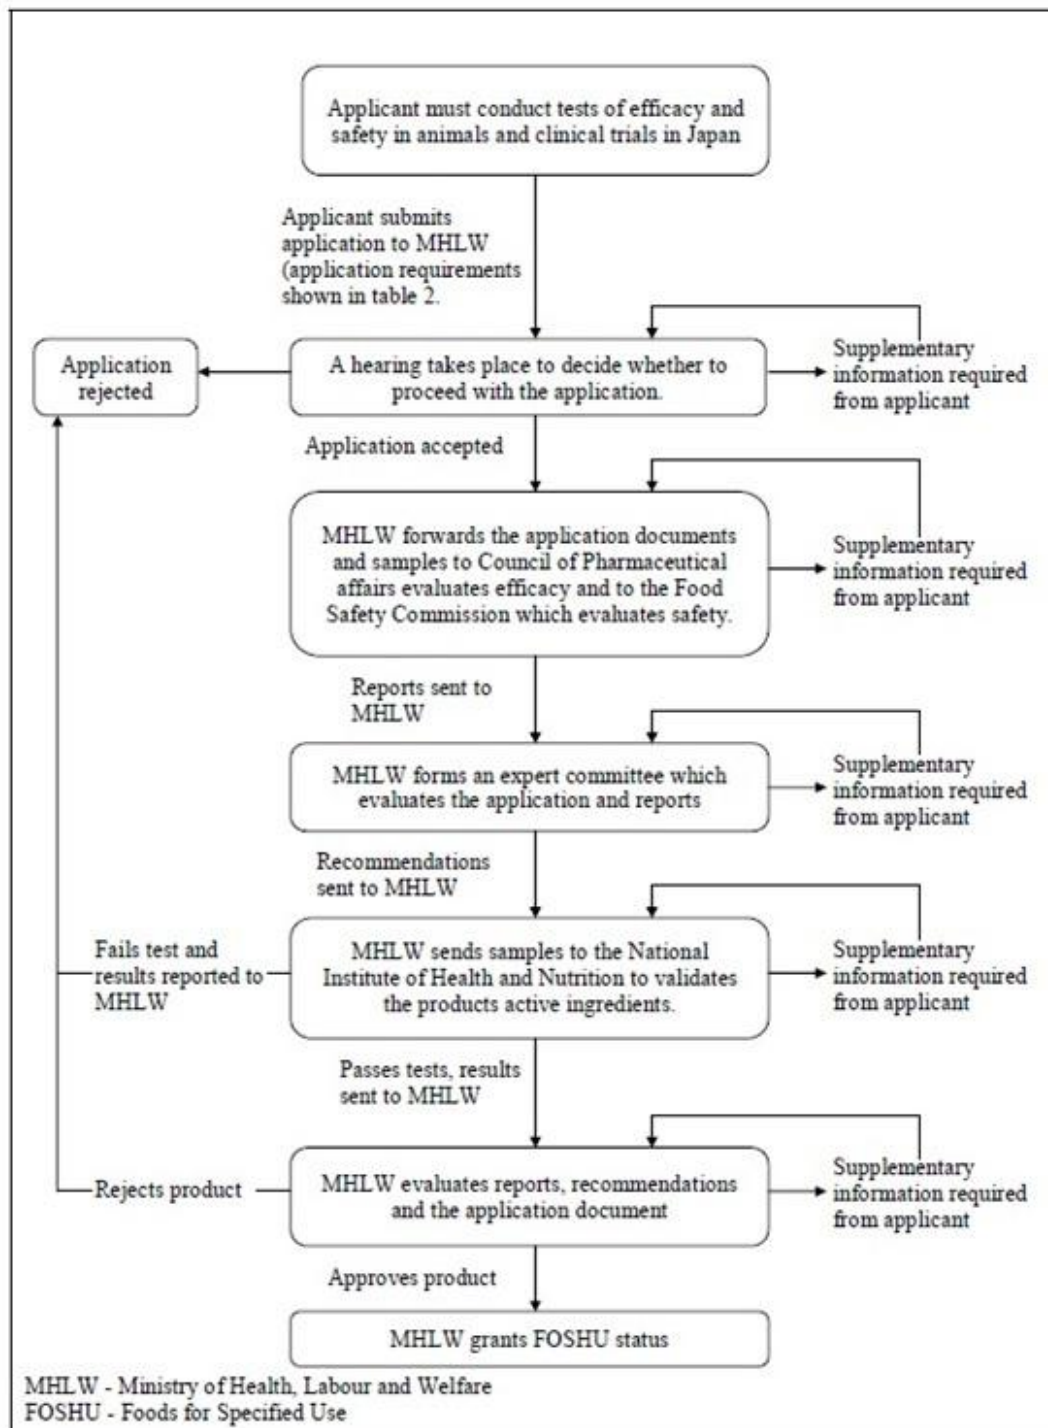 Applicant must conduct tests of efficacy and
safety in animals and clinical trials in Japan
Applicant submits
application to MHLW
(application requirements
shown in table 2.
Application
rejected
A hearing takes place to decide whether to
proceed with the application.
Supplementary
information required
from applicant
Application accepted
MHLW forwards the application documents
and samples to Council of Pharmaceutical
affairs evaluates efficacy and to the Food
Safety Commission which evaluates safety.
Supplementary
information required
from applicant
Reports sent to
MHLW
MHLW forms an expert committee which
evaluates the application and reports
Supplementary
information required
from applicant
Recommendations
sent to MHLW
Fails test and
results reported to
MHLW
MHLW sends samples to the National
Institute of Health and Nutrition to validates
the products active ingredients.
Supplementary
information required
from applicant
Passes tests, results
sent to MHLW
Rejects product
MHLW evaluates reports, recommendations
and the application document
Supplementary
information required
from applicant
Approves product
MHLW grants FOSHU status
MHLW - Ministry of Health, Labour and Welfare
FOSHU - Foods for Specified Use